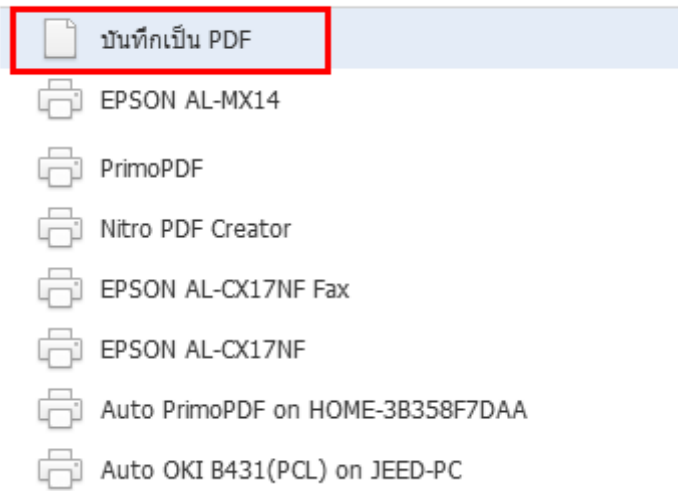 บันทึกเป็น PDF
EPSON AL-MX14
PrimoPDF
Nitro PDF Creator
EPSON AL-CX17NF Fax
EPSON AL-CX17NF
Auto PrimoPDF on HOME-3B358F7DAA
Auto OKI B431(PCL) on JEED-PC